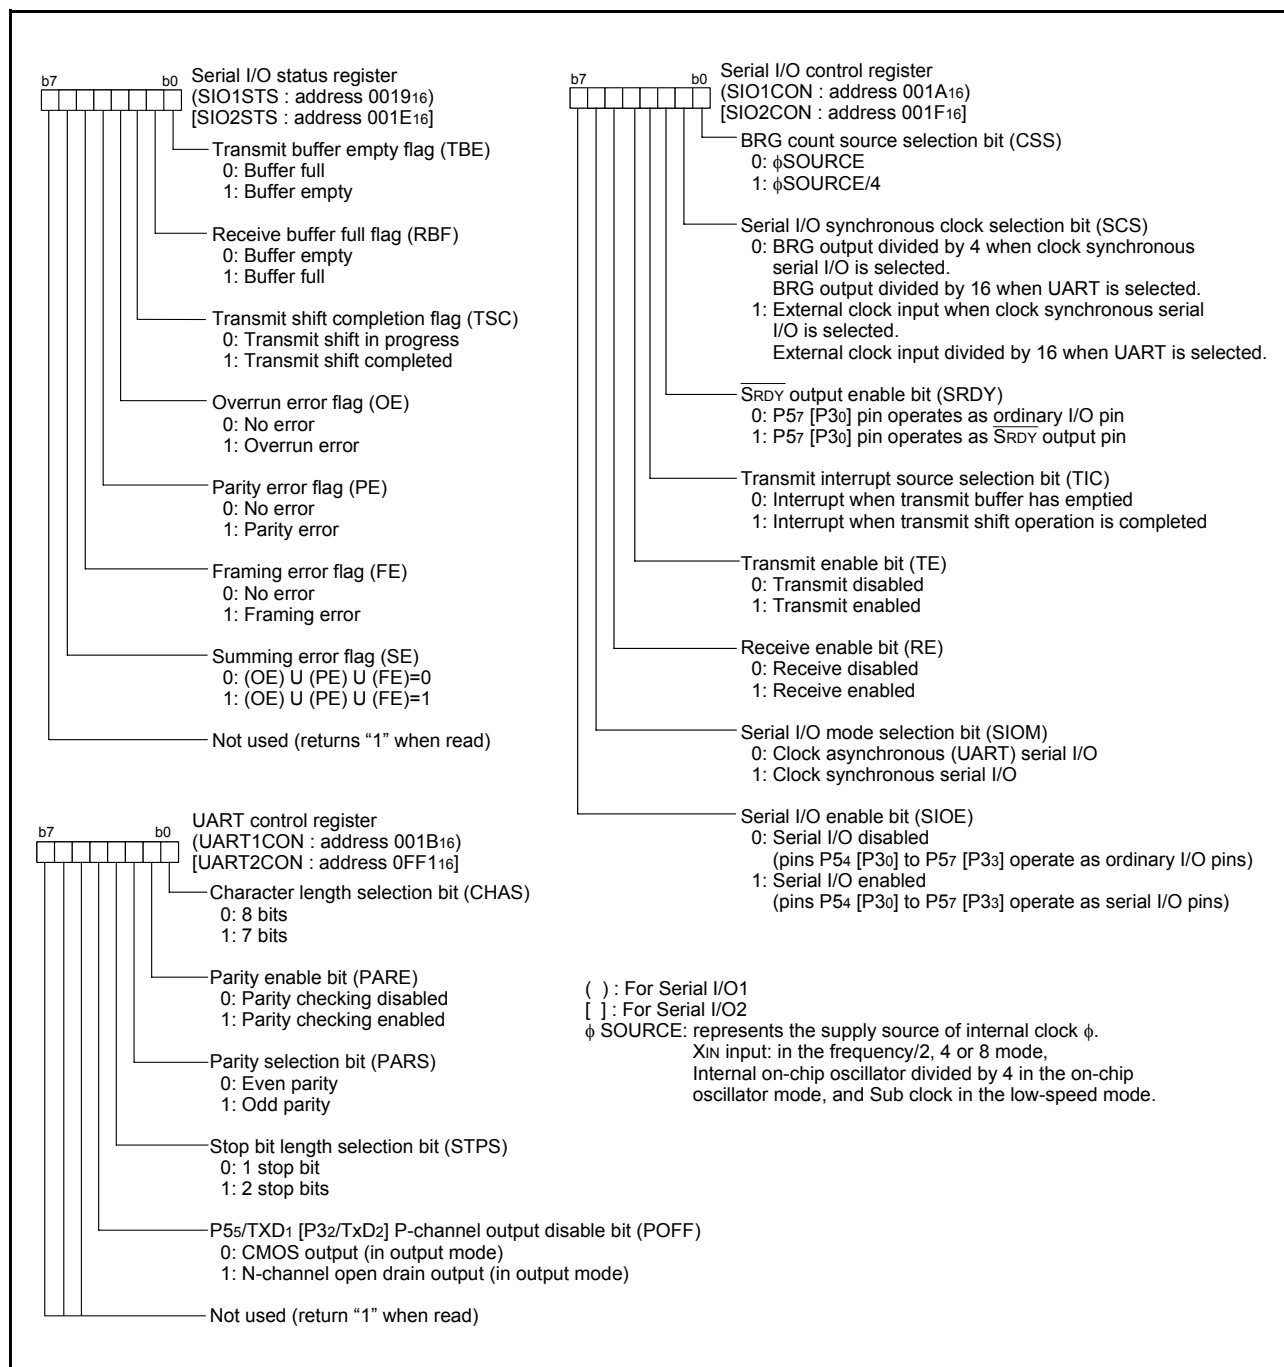 b7 b0 Serial I/O status register
(SIO1STS : address 001916)
[SIO2STS : address 001E16]
Transmit buffer empty flag (TBE)
0: Buffer full
1: Buffer empty
Receive buffer full flag (RBF)
0: Buffer empty
1: Buffer full
Transmit shift completion flag (TSC)
0: Transmit shift in progress
1: Transmit shift completed
Overrun error flag (OE)
0: No error
1: Overrun error
Parity error flag (PE)
0: No error
1: Parity error
Framing error flag (FE)
0: No error
1: Framing error
Summing error flag (SE)
0: (OE) U (PE) U (FE)=0
1: (OE) U (PE) U (FE)=1
Not used (returns “1” when read)
b7 b0 UART control register
(UART1CON : address 001B16)
[UART2CON : address 0FF116]
Character length selection bit (CHAS)
0: 8 bits
1: 7 bits
Parity enable bit (PARE)
0: Parity checking disabled
1: Parity checking enabled
Parity selection bit (PARS)
0: Even parity
1: Odd parity
Stop bit length selection bit (STPS)
0: 1 stop bit
1: 2 stop bits
P55/TXD1 [P32/TxD2] P-channel output disable bit (POFF)
0: CMOS output (in output mode)
1: N-channel open drain output (in output mode)
Not used (return “1” when read)
b7 b0 Serial I/O control register
(SIO1CON : address 001A16)
[SIO2CON : address 001F16]
BRG count source selection bit (CSS)
0: ϕSOURCE
1: ϕSOURCE/4
Serial I/O synchronous clock selection bit (SCS)
0: BRG output divided by 4 when clock synchronous
serial I/O is selected.
BRG output divided by 16 when UART is selected.
1: External clock input when clock synchronous serial
I/O is selected.
External clock input divided by 16 when UART is selected.
SRDY output enable bit (SRDY)
0: P57 [P30] pin operates as ordinary I/O pin
1: P57 [P30] pin operates as SRDY output pin
Transmit interrupt source selection bit (TIC)
0: Interrupt when transmit buffer has emptied
1: Interrupt when transmit shift operation is completed
Transmit enable bit (TE)
0: Transmit disabled
1: Transmit enabled
Receive enable bit (RE)
0: Receive disabled
1: Receive enabled
Serial I/O mode selection bit (SIOM)
0: Clock asynchronous (UART) serial I/O
1: Clock synchronous serial I/O
Serial I/O enable bit (SIOE)
0: Serial I/O disabled
(pins P54 [P30] to P57 [P33] operate as ordinary I/O pins)
1: Serial I/O enabled
(pins P54 [P30] to P57 [P33] operate as serial I/O pins)
( ) : For Serial I/O1
[ ] : For Serial I/O2
ϕ SOURCE: represents the supply source of internal clock ϕ.
XIN input: in the frequency/2, 4 or 8 mode,
Internal on-chip oscillator divided by 4 in the on-chip
oscillator mode, and Sub clock in the low-speed mode.